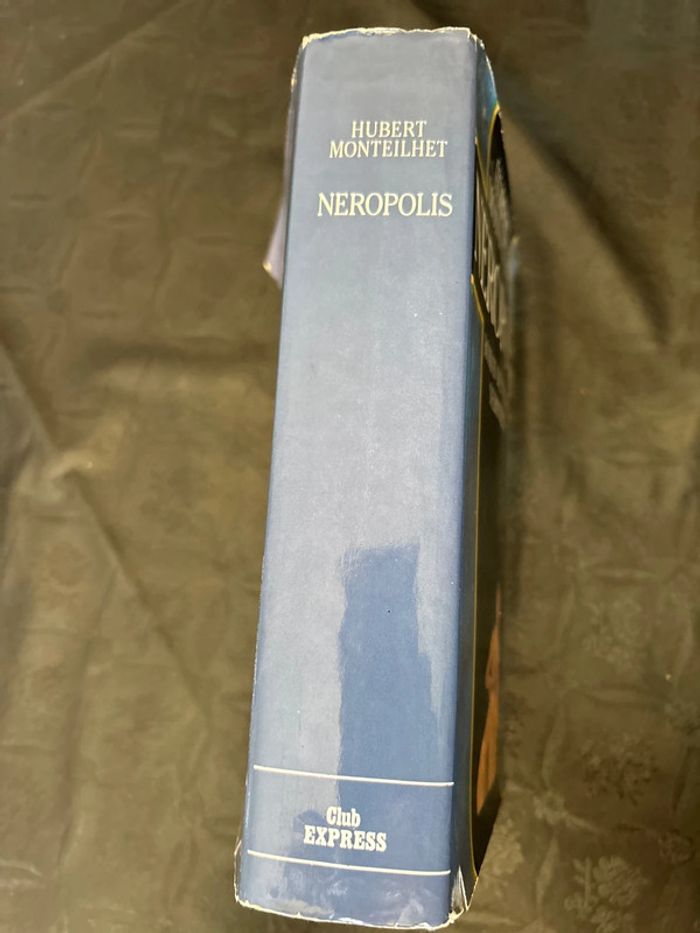 HUBERT
MONTEILHET
NEROPOLIS
Club
EXPRESS